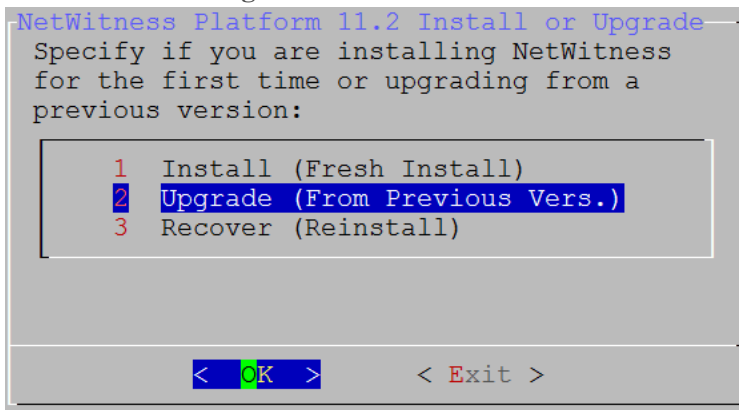 NetWitness Platform 11.2 Install or Upgrade
Specify if you are installing NetWitness
for the first time or upgrading from a
previous version:
1 Install (Fresh Install)
2 Upgrade (From Previous Vers.)
3 Recover (Reinstall)
< OK > < Exit >